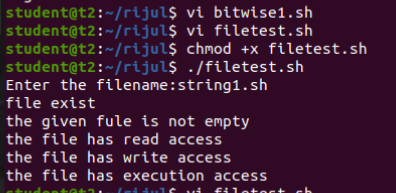 student@t2:~/rijul$ vi bitwise1.sh
student@t2:~/rijul$ vi filetest.sh
student@t2:~/rijul$ chmod +x filetest.sh
student@t2:~/rijul$ ./filetest.sh
Enter the filename:string1.sh
file exist
the given fule is not empty
the file has read access
the file has write access
the file has execution access
student@t2:~/rijul$ vi filetest.sh